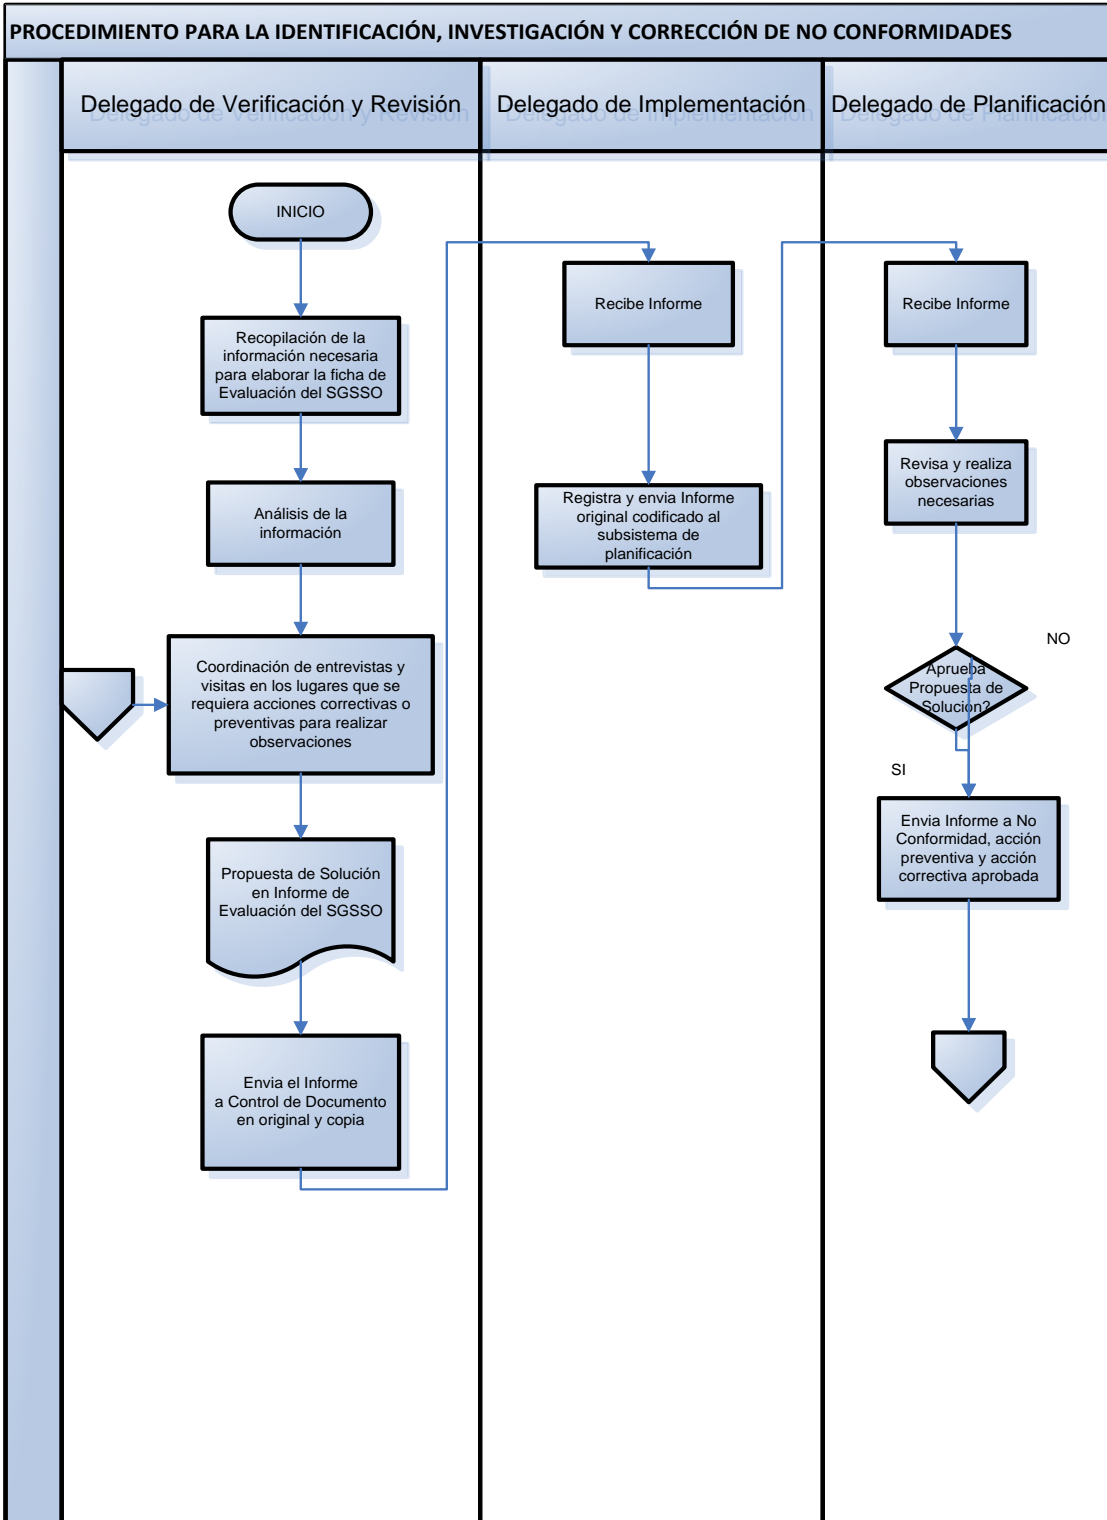 PROCEDIMIENTO PARA LA IDENTIFICACIÓN, INVESTIGACIÓN Y CORRECCIÓN DE NO CONFORMIDADES
Delegado de Verificación y Revisión
Delegado de Implementación
Delegado de Planificación
INICIO
Recopilación de la
información necesaria
para elaborar la ficha de
Evaluación del SGSSO
Análisis de la
información
Coordinación de entrevistas y
visitas en los lugares que se
requiera acciones correctivas o
preventivas para realizar
observaciones
Propuesta de Solución
en Informe de
Evaluación del SGSSO
Envia el Informe
a Control de Documento
en original y copia
Recibe Informe
Registra y envia Informe
original codificado al
subsistema de
planificación
Recibe Informe
Revisa y realiza
observaciones
necesarias
NO
Aprueba
Propuesta de
Solución?
SI
Envia Informe a No
Conformidad, acción
preventiva y acción
correctiva aprobada